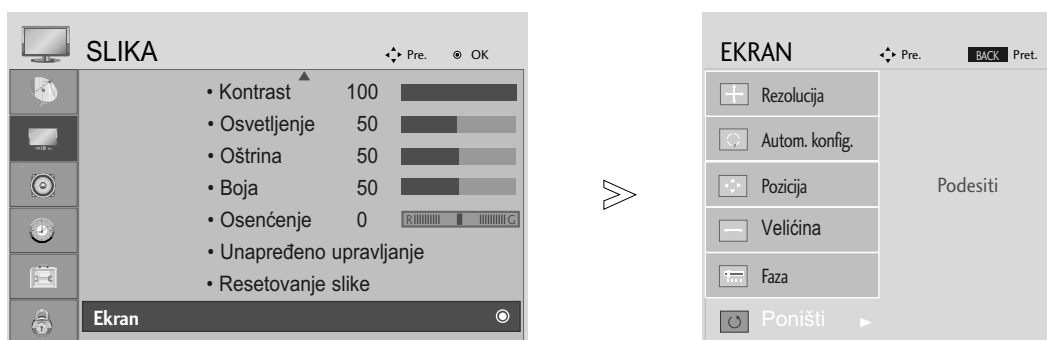 SLIKA
Pre. OK
• Kontrast 100
• Osvetljenje 50
• Oštrina 50
• Boja 50
• Osenćenje 0 R G
• Unapređeno upravljanje
• Resetovanje slike
Ekran
EKRAN
Pre. BACK Pret.
Rezolucija
Autom. konfig.
Pozicija
Velićina
Faza
Poništi
Podesiti